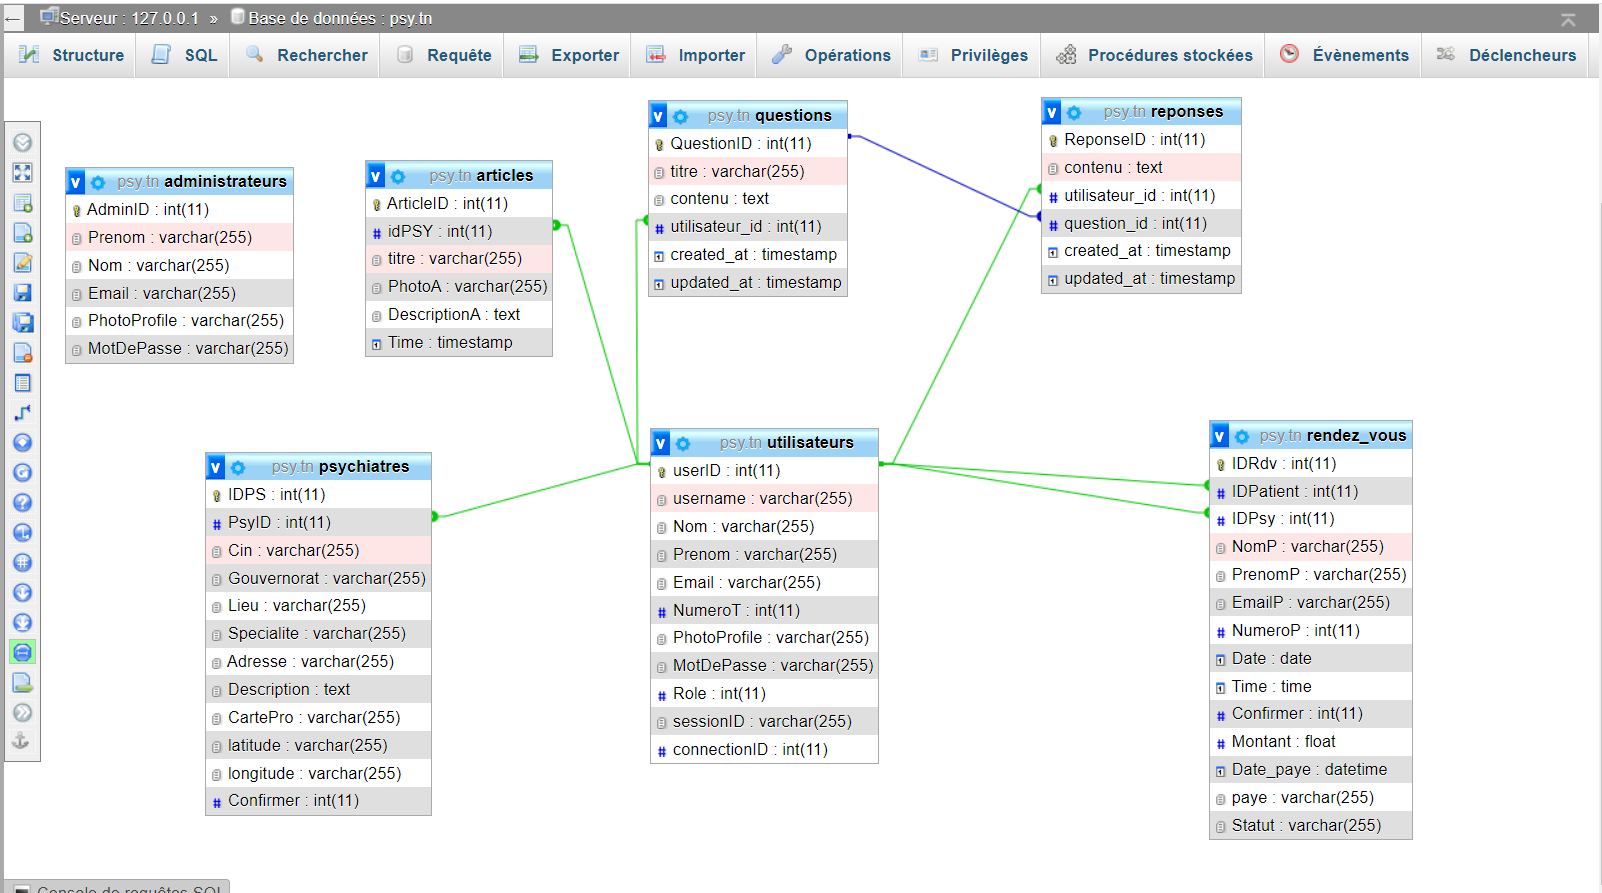 Serveur : 127.0.0.1 » Base de données : psy.tn
Structure SQL Rechercher Requête Exporter Importer Opérations Privilèges Procédures stockées Évènements Déclencheurs
psy.tn administrateurs
AdminID : int(11)
Prenom : varchar(255)
Nom : varchar(255)
Email : varchar(255)
PhotoProfile : varchar(255)
MotDePasse : varchar(255)
psy.tn articles
ArticleID : int(11)
idPSY : int(11)
titre : varchar(255)
PhotoA : varchar(255)
DescriptionA : text
Time : timestamp
psy.tn questions
QuestionID : int(11)
titre : varchar(255)
contenu : text
utilisateur_id : int(11)
created_at : timestamp
updated_at : timestamp
psy.tn reponses
ReponseID : int(11)
contenu : text
utilisateur_id : int(11)
question_id : int(11)
created_at : timestamp
updated_at : timestamp
psy.tn psychiatres
IDPS : int(11)
PsyID : int(11)
Cin : varchar(255)
Gouvernorat : varchar(255)
Lieu : varchar(255)
Specialite : varchar(255)
Adresse : varchar(255)
Description : text
CartePro : varchar(255)
latitude : varchar(255)
longitude : varchar(255)
Confirmer : int(11)
psy.tn utilisateurs
userID : int(11)
username : varchar(255)
Nom : varchar(255)
Prenom : varchar(255)
Email : varchar(255)
NumeroT : int(11)
PhotoProfile : varchar(255)
MotDePasse : varchar(255)
Role : int(11)
sessionID : varchar(255)
connectionID : int(11)
psy.tn rendez_vous
IDRdv : int(11)
IDPatient : int(11)
IDPsy : int(11)
NomP : varchar(255)
PrenomP : varchar(255)
EmailP : varchar(255)
NumeroP : int(11)
Date : date
Time : time
Confirmer : int(11)
Montant : float
Date_paye : datetime
paye : varchar(255)
Statut : varchar(255)
Console de requêtes SQL